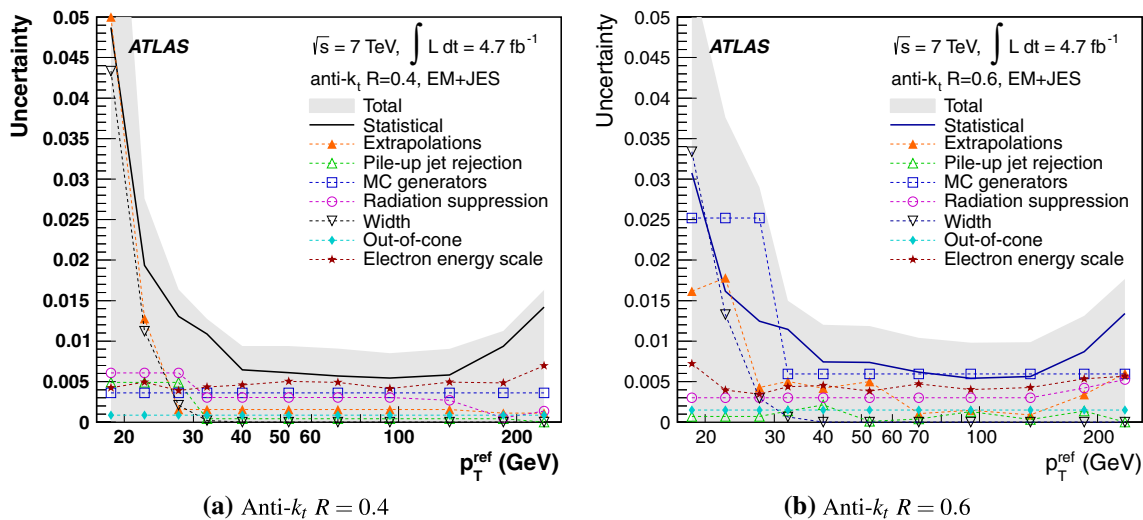 0.05
0.045
0.04
0.035
0.03
0.025
0.02
0.015
0.01
0.005
0
Uncertainty
ATLAS
√s = 7 TeV, ∫ L dt = 4.7 fb⁻¹
anti-kₜ R=0.4, EM+JES
Total
Statistical
Extrapolations
Pile-up jet rejection
MC generators
Radiation suppression
Width
Out-of-cone
Electron energy scale
20 30 40 50 60 100 200
p_T^ref (GeV)
(a) Anti-kₜ R = 0.4
0.05
0.045
0.04
0.035
0.03
0.025
0.02
0.015
0.01
0.005
0
Uncertainty
ATLAS
√s = 7 TeV, ∫ L dt = 4.7 fb⁻¹
anti-kₜ R=0.6, EM+JES
Total
Statistical
Extrapolations
Pile-up jet rejection
MC generators
Radiation suppression
Width
Out-of-cone
Electron energy scale
20 30 40 50 60 70 100 200
p_T^ref (GeV)
(b) Anti-kₜ R = 0.6